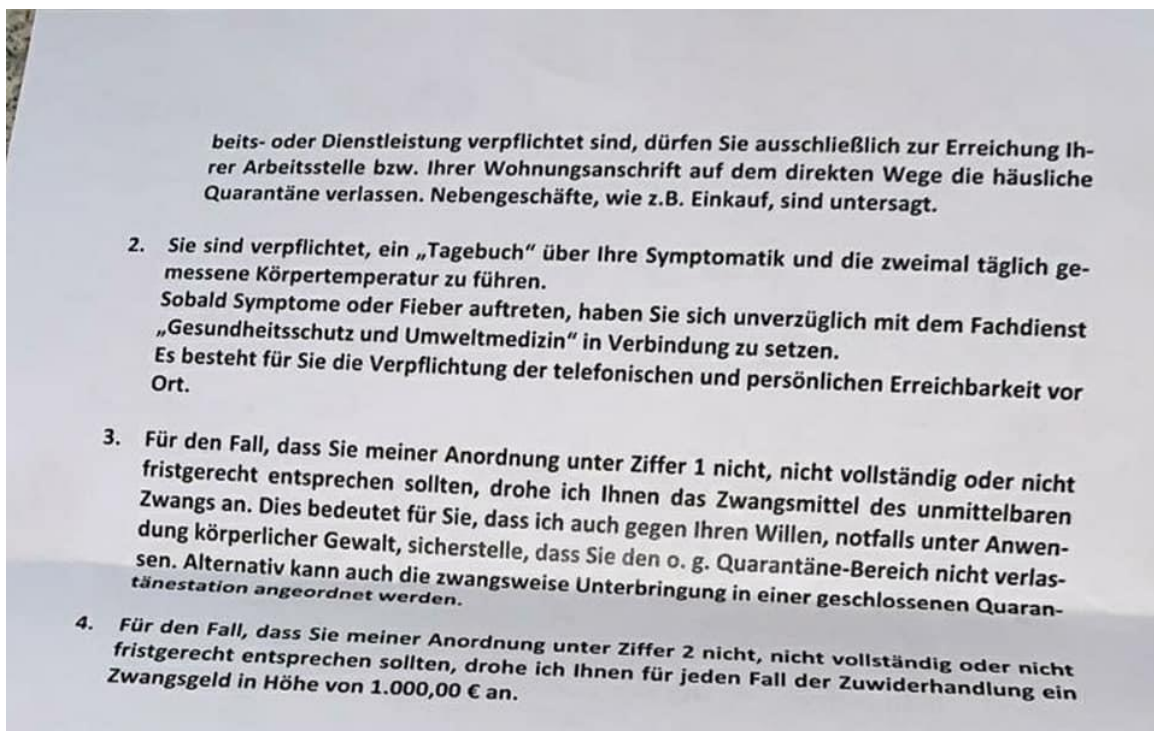 beits- oder Dienstleistung verpflichtet sind, dürfen Sie ausschließlich zur Erreichung Ih-
rer Arbeitsstelle bzw. Ihrer Wohnungsanschrift auf dem direkten Wege die häusliche
Quarantäne verlassen. Nebengeschäfte, wie z.B. Einkauf, sind untersagt.
2. Sie sind verpflichtet, ein „Tagebuch“ über Ihre Symptomatik und die zweimal täglich ge-
messene Körpertemperatur zu führen.
Sobald Symptome oder Fieber auftreten, haben Sie sich unverzüglich mit dem Fachdienst
„Gesundheitsschutz und Umweltmedizin“ in Verbindung zu setzen.
Es besteht für Sie die Verpflichtung der telefonischen und persönlichen Erreichbarkeit vor
Ort.
3. Für den Fall, dass Sie meiner Anordnung unter Ziffer 1 nicht, nicht vollständig oder nicht
fristgerecht entsprechen sollten, drohe ich Ihnen das Zwangsmittel des unmittelbaren
Zwangs an. Dies bedeutet für Sie, dass ich auch gegen Ihren Willen, notfalls unter Anwen-
dung körperlicher Gewalt, sicherstelle, dass Sie den o. g. Quarantäne-Bereich nicht verlas-
sen. Alternativ kann auch die zwangsweise Unterbringung in einer geschlossenen Quaran-
tänestation angeordnet werden.
4. Für den Fall, dass Sie meiner Anordnung unter Ziffer 2 nicht, nicht vollständig oder nicht
fristgerecht entsprechen sollten, drohe ich Ihnen für jeden Fall der Zuwiderhandlung ein
Zwangsgeld in Höhe von 1.000,00 € an.